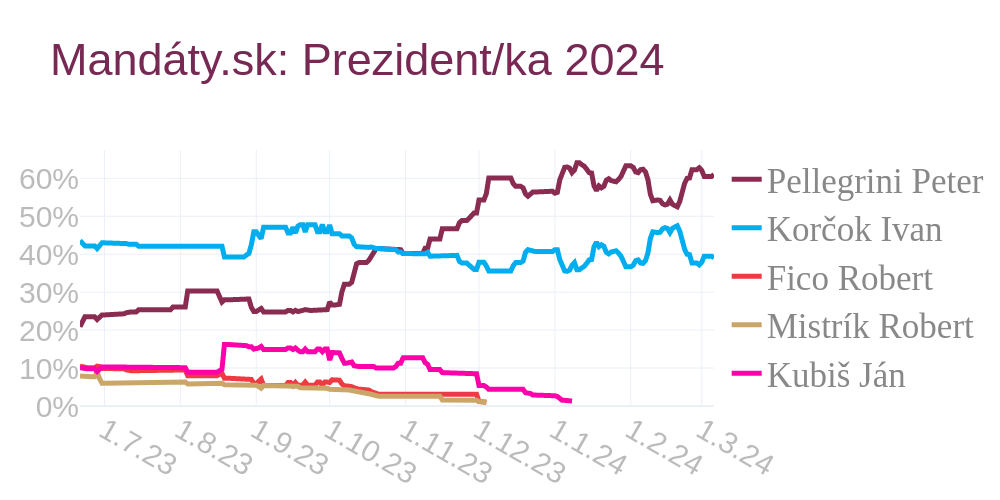 Mandáty.sk: Prezident/ka 2024
60%
50%
40%
30%
20%
10%
0%
1.7.23
1.8.23
1.9.23
1.10.23
1.11.23
1.12.23
1.1.24
1.2.24
1.3.24
Pellegrini Peter
Korčok Ivan
Fico Robert
Mistrík Robert
Kubiš Ján